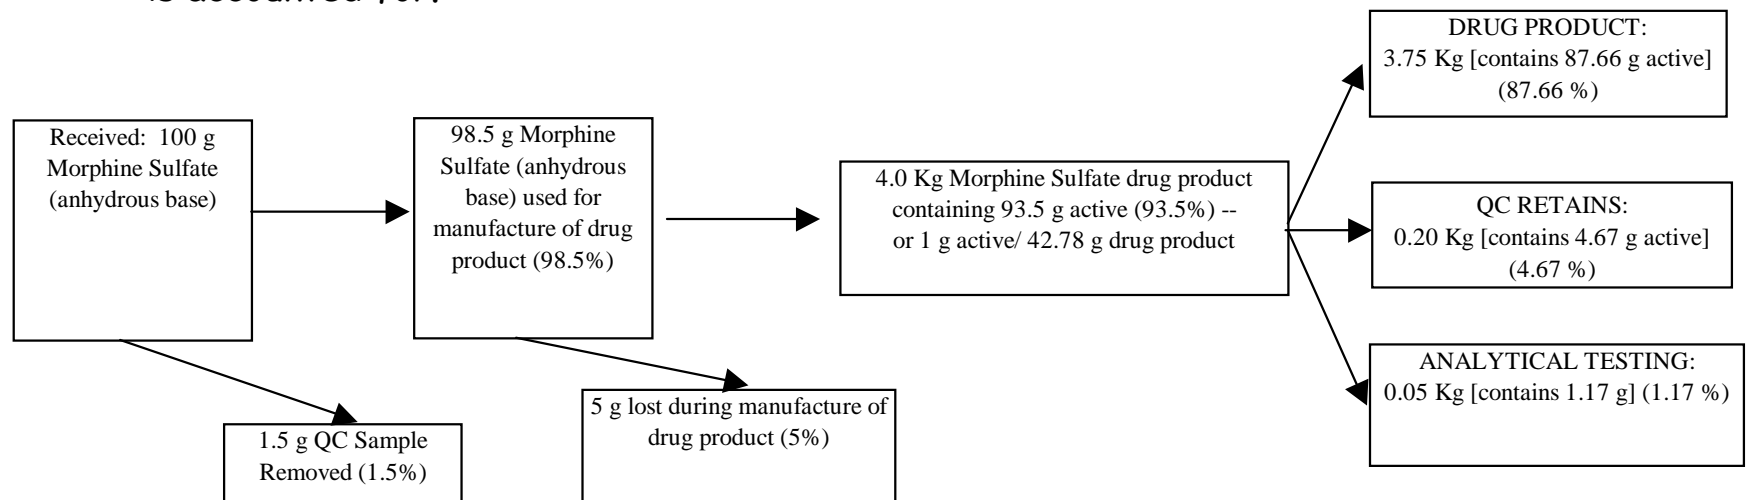 is accounted for.
Received: 100 g
Morphine Sulfate
(anhydrous base)
98.5 g Morphine
Sulfate (anhydrous
base) used for
manufacture of drug
product (98.5%)
4.0 Kg Morphine Sulfate drug product
containing 93.5 g active (93.5%) --
or 1 g active/ 42.78 g drug product
DRUG PRODUCT:
3.75 Kg [contains 87.66 g active]
(87.66 %)
QC RETAINS:
0.20 Kg [contains 4.67 g active]
(4.67 %)
ANALYTICAL TESTING:
0.05 Kg [contains 1.17 g] (1.17 %)
1.5 g QC Sample
Removed (1.5%)
5 g lost during manufacture of
drug product (5%)